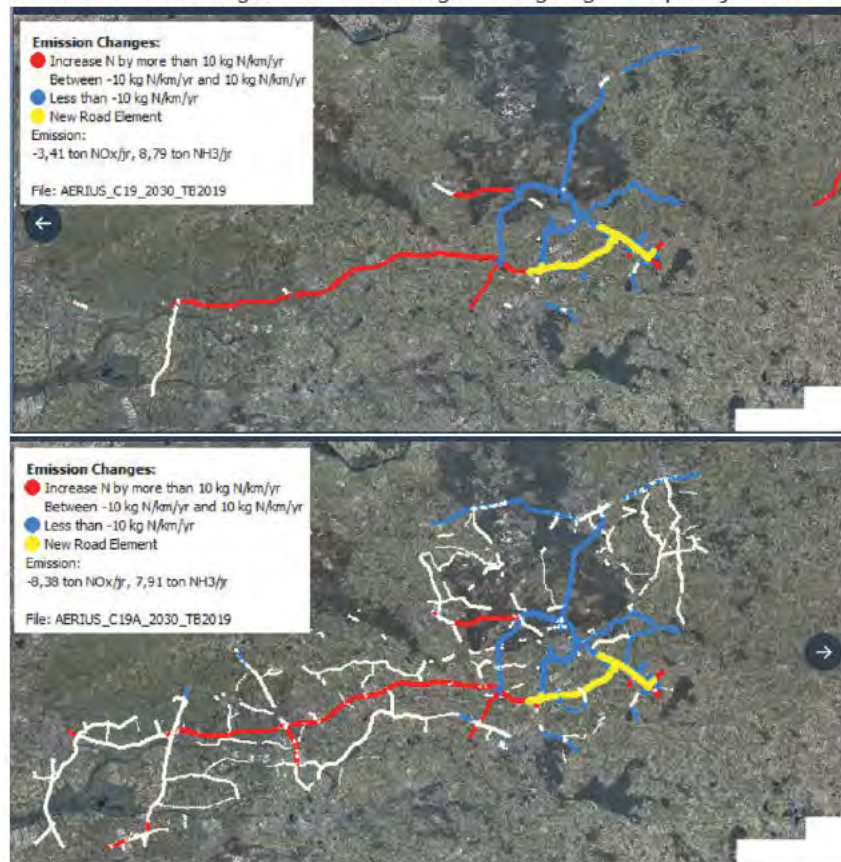 Emission Changes:
Increase N by more than 10 kg N/km/yr
Between -10 kg N/km/yr and 10 kg N/km/yr
Less than -10 kg N/km/yr
New Road Element
Emission:
-3,41 ton NOx/jr, 8,79 ton NH3/jr
File: AERIUS_C19_2030_TB2019
Emission Changes:
Increase N by more than 10 kg N/km/yr
Between -10 kg N/km/yr and 10 kg N/km/yr
Less than -10 kg N/km/yr
New Road Element
Emission:
-8,38 ton NOx/jr, 7,91 ton NH3/jr
File: AERIUS_C19A_2030_TB2019